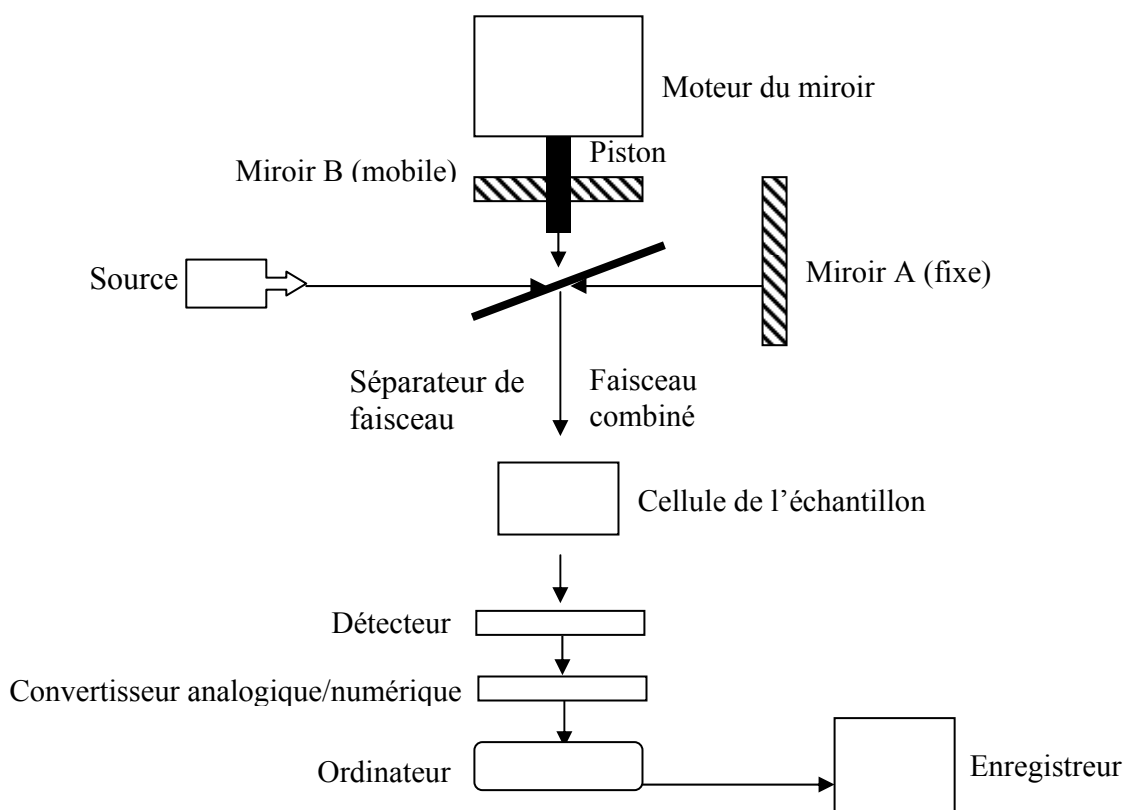 Moteur du miroir
Piston
Miroir B (mobile)
Source
Miroir A (fixe)
Séparateur de
faisceau
Faisceau
combiné
Cellule de l’échantillon
Détecteur
Convertisseur analogique/numérique
Ordinateur
Enregistreur